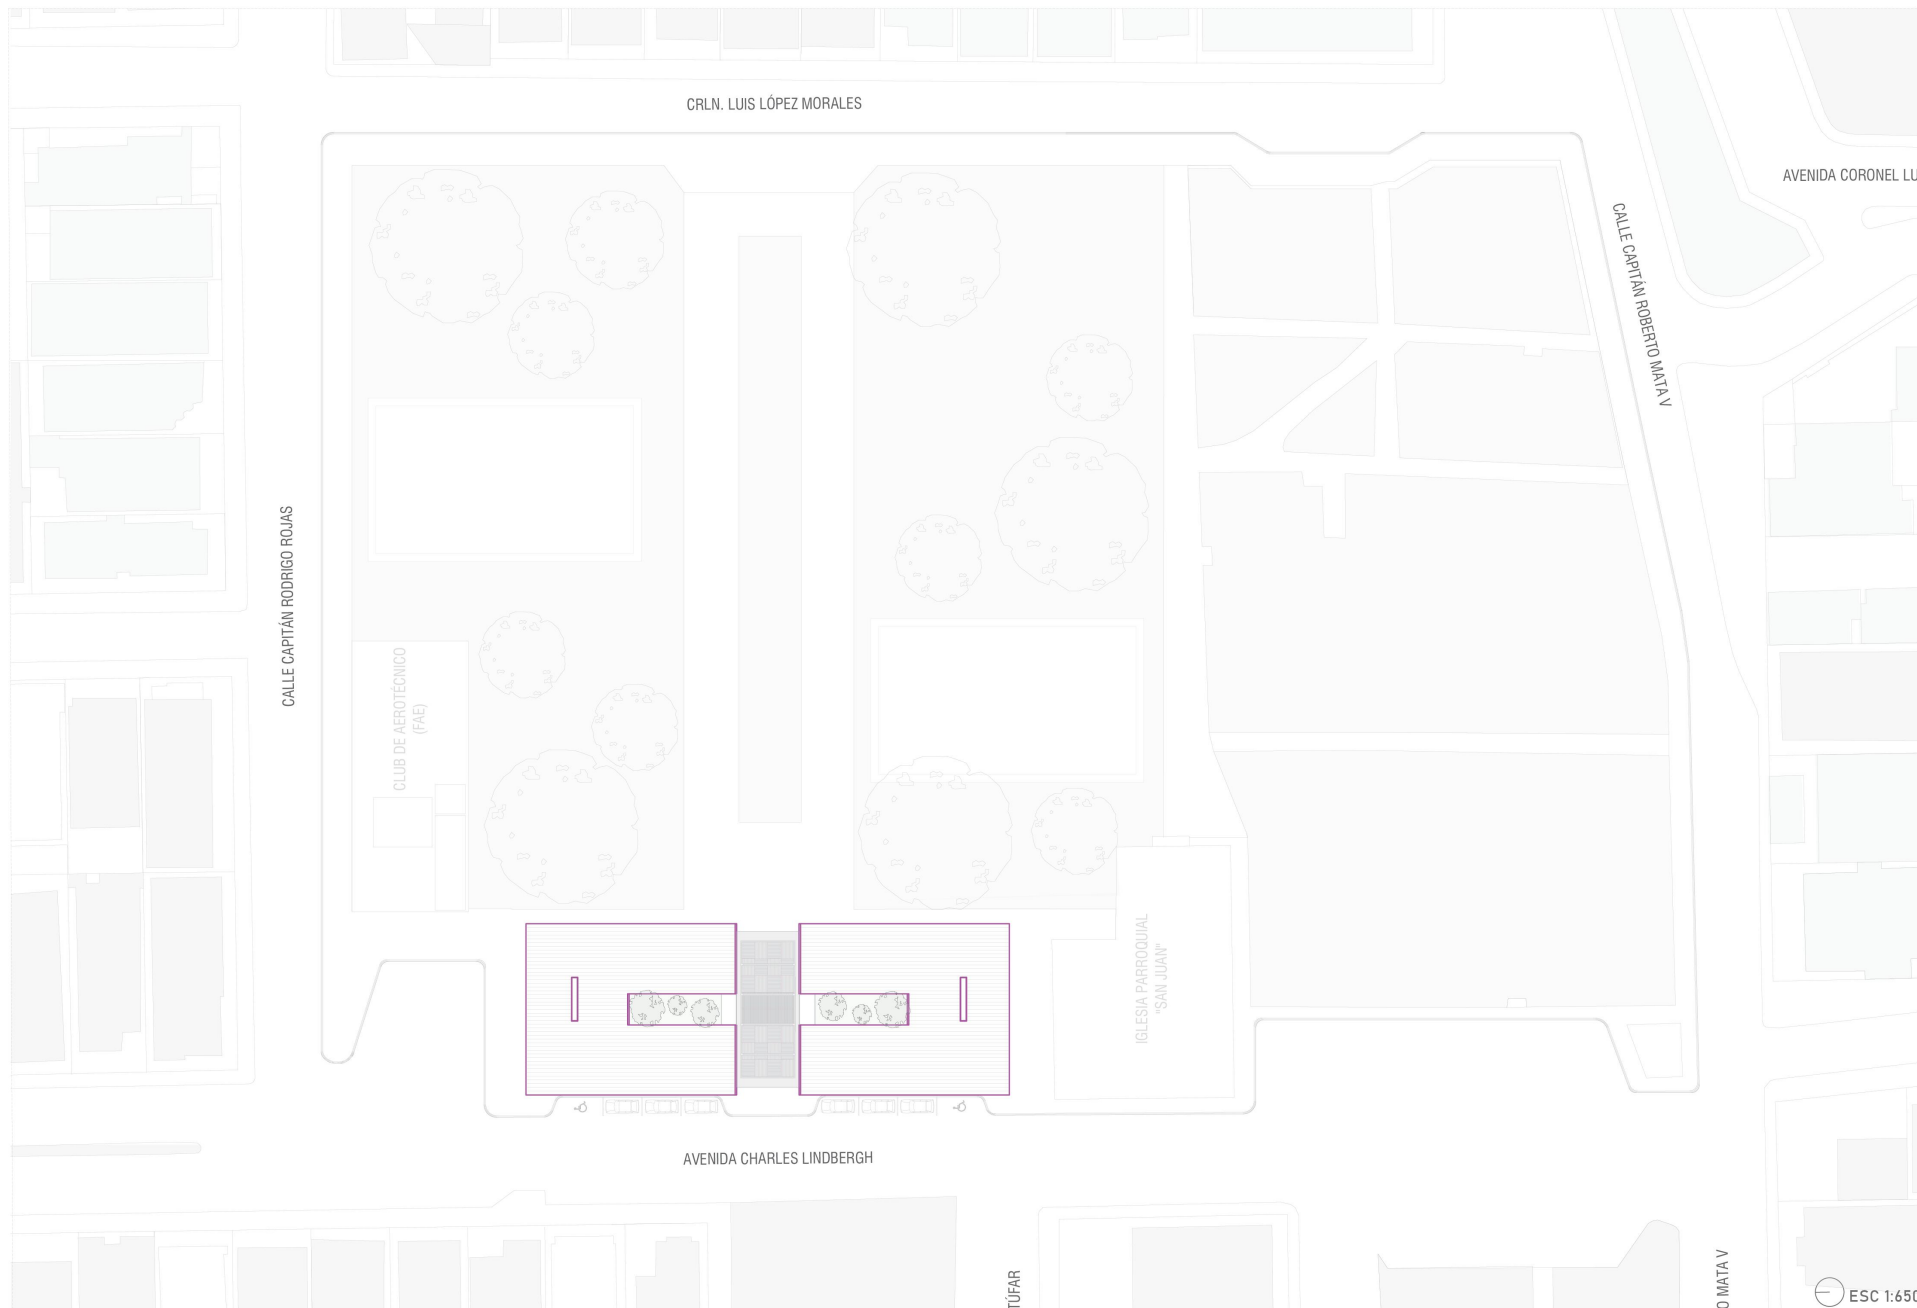 CRLN. LUIS LÓPEZ MORALES
AVENIDA CORONEL LU
CALLE CAPITÁN ROBERTO MATA V
CALLE CAPITÁN RODRIGO ROJAS
CLUB DE AEROTÉCNICO
(FAE)
IGLESIA PARROQUIAL
"SAN JUAN"
AVENIDA CHARLES LINDBERGH
TÚFAR
O MATA V
ESC 1:650